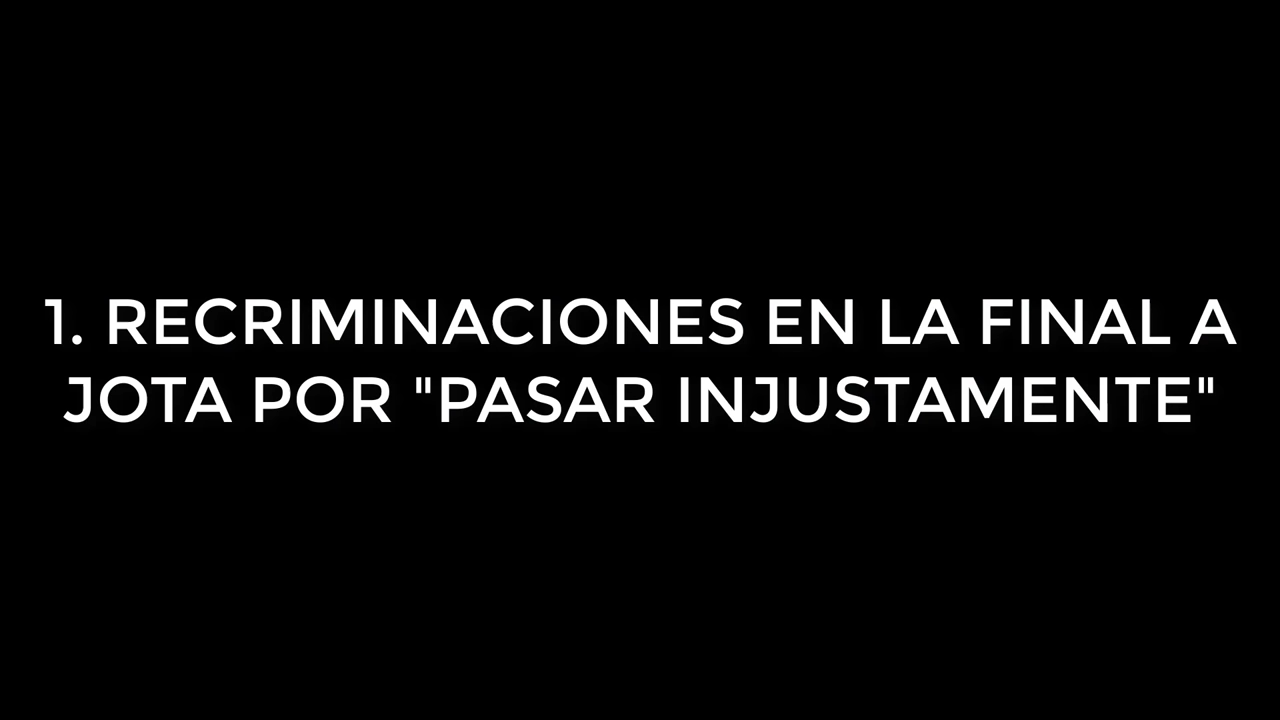 1. RECRIMINACIONES EN LA FINAL A
JOTA POR "PASAR INJUSTAMENTE"